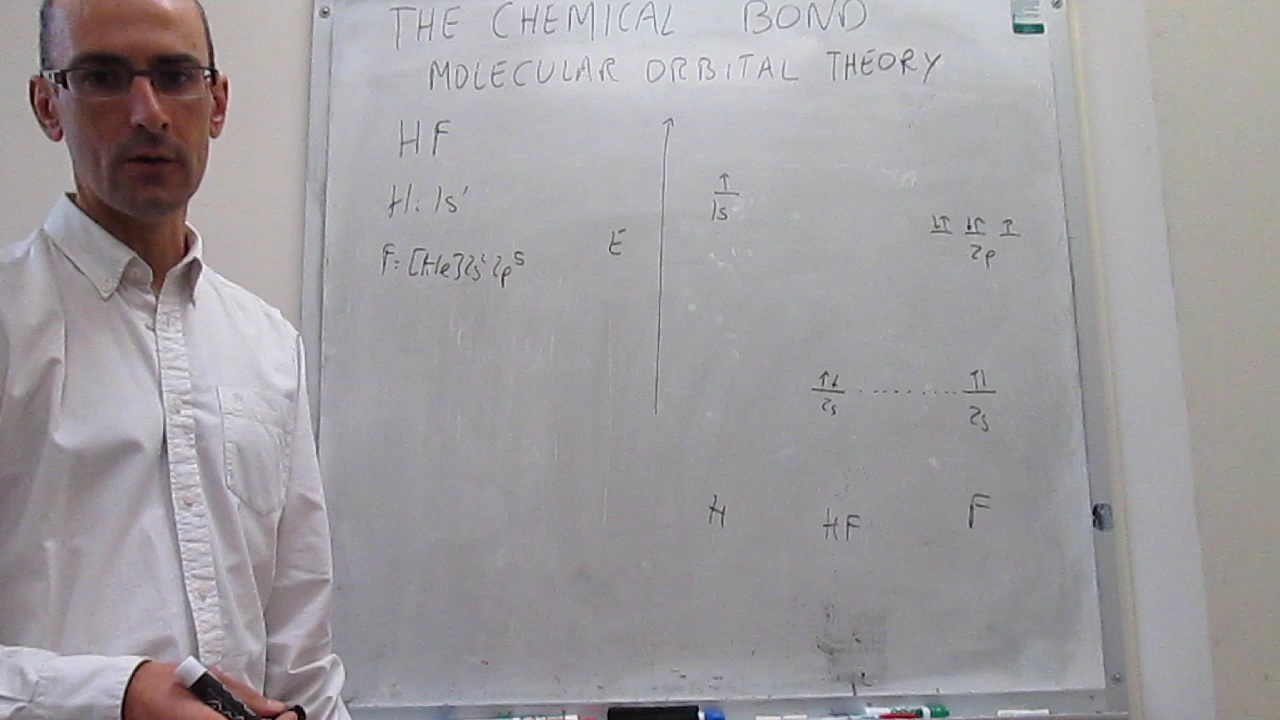 THE CHEMICAL BOND
MOLECULAR ORBITAL THEORY
HF
H: 1s¹
F: [He]2s²2p⁵
E
↑
1s
↓↑ ↓↑ ↑
2p
↑↓ .......... ↑↓
2s 2s
H HF F